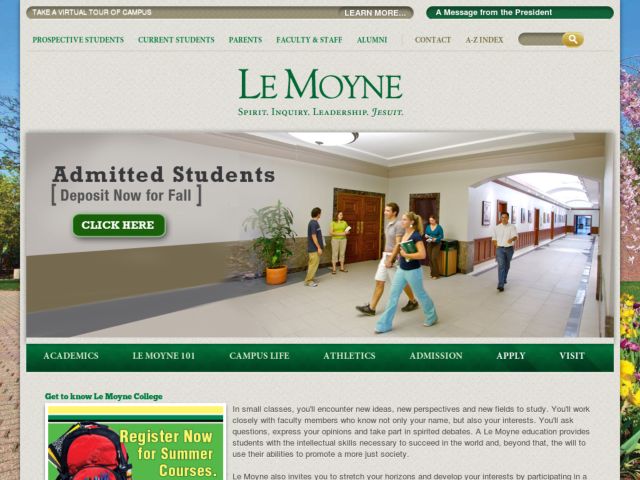 TAKE A VIRTUAL TOUR OF CAMPUS
LEARN MORE...
A Message from the President
PROSPECTIVE STUDENTS
CURRENT STUDENTS
PARENTS
FACULTY & STAFF
ALUMNI
CONTACT
A-Z INDEX
LE MOYNE
SPIRIT. INQUIRY. LEADERSHIP. JESUIT.
Admitted Students
[Deposit Now for Fall]
CLICK HERE
ACADEMICS
LE MOYNE 101
CAMPUS LIFE
ATHLETICS
ADMISSION
APPLY
VISIT
Get to know Le Moyne College
Register Now
for Summer
Courses.
In small classes, you'll encounter new ideas, new perspectives and new fields to study. You'll work
closely with faculty members who know not only your name, but also your interests. You'll ask
questions, express your opinions and take part in spirited debates. A Le Moyne education provides
students with the intellectual skills necessary to succeed in the world and, beyond that, the will to
use their abilities to promote a more just society.
Le Moyne also invites you to stretch your horizons and develop your interests by participating in a